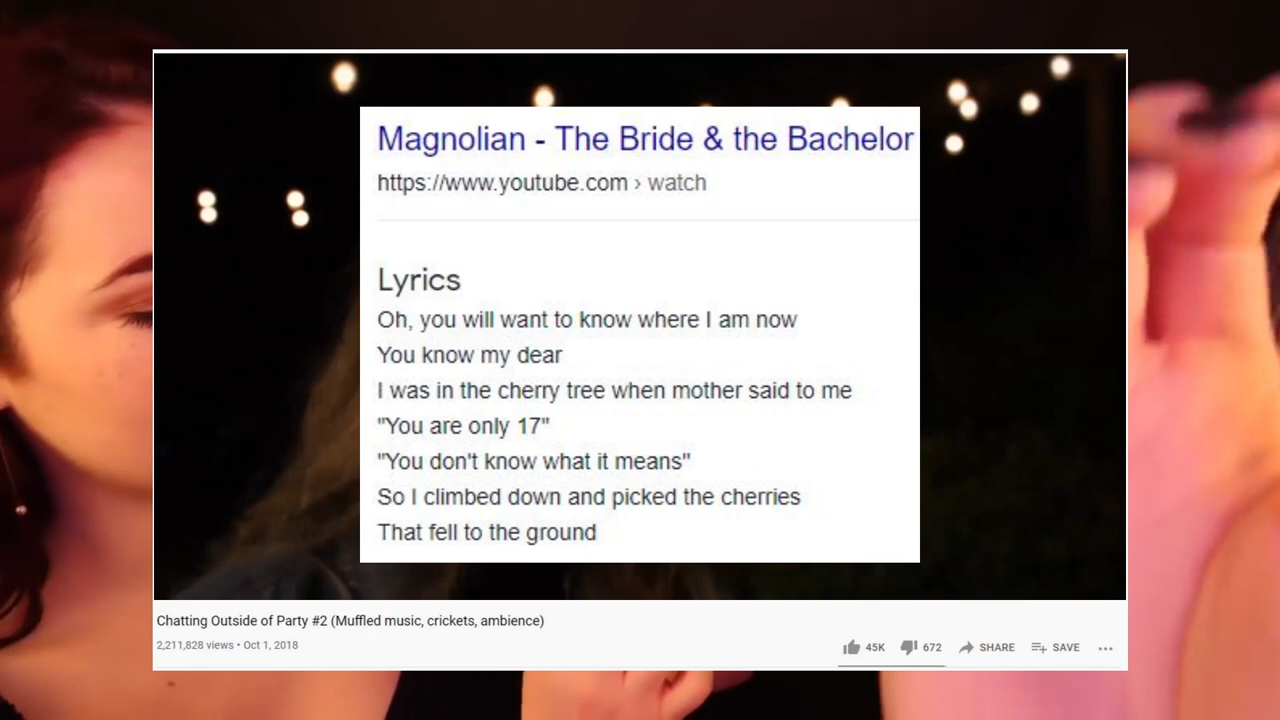 Magnolian - The Bride & the Bachelor
https://www.youtube.com › watch
Lyrics
Oh, you will want to know where I am now
You know my dear
I was in the cherry tree when mother said to me
"You are only 17"
"You don't know what it means"
So I climbed down and picked the cherries
That fell to the ground
Chatting Outside of Party #2 (Muffled music, crickets, ambience)
2,211,828 views • Oct 1, 2018
45K 672 SHARE SAVE